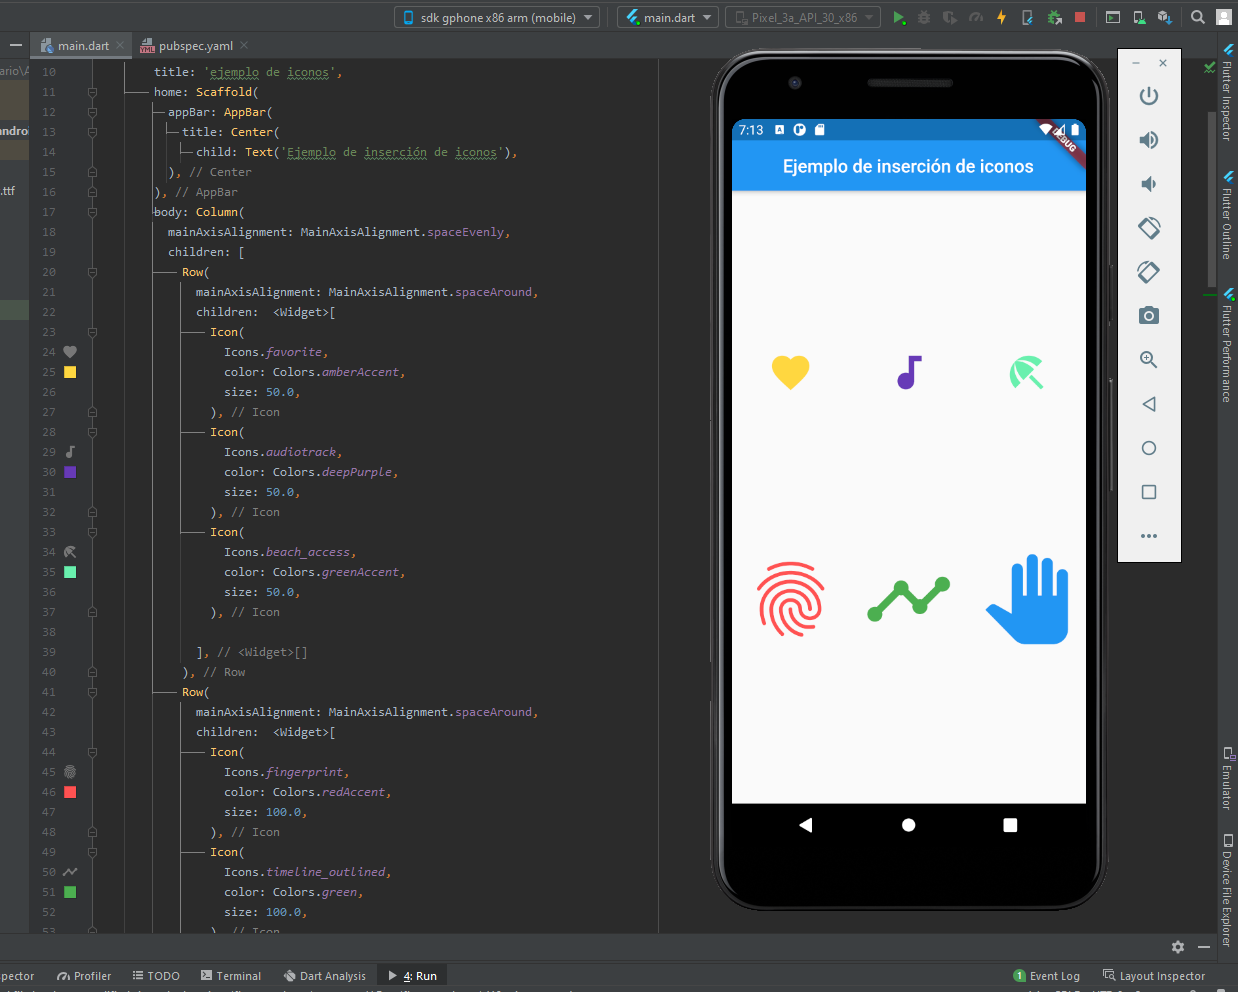 sdk gphone x86 arm (mobile)
main.dart
Pixel_3a_API_30_x86
main.dart
pubspec.yaml
ario\A
androi
.ttf
10 title: 'ejemplo de iconos',
11 home: Scaffold(
12 appBar: AppBar(
13 title: Center(
14 child: Text('Ejemplo de inserción de iconos'),
15 ), // Center
16 ), // AppBar
17 body: Column(
18 mainAxisAlignment: MainAxisAlignment.spaceEvenly,
19 children: [
20 Row(
21 mainAxisAlignment: MainAxisAlignment.spaceAround,
22 children: <Widget>[
23 Icon(
24 Icons.favorite,
25 color: Colors.amberAccent,
26 size: 50.0,
27 ), // Icon
28 Icon(
29 Icons.audiotrack,
30 color: Colors.deepPurple,
31 size: 50.0,
32 ), // Icon
33 Icon(
34 Icons.beach_access,
35 color: Colors.greenAccent,
36 size: 50.0,
37 ), // Icon
38
39 ], // <Widget>[]
40 ), // Row
41 Row(
42 mainAxisAlignment: MainAxisAlignment.spaceAround,
43 children: <Widget>[
44 Icon(
45 Icons.fingerprint,
46 color: Colors.redAccent,
47 size: 100.0,
48 ), // Icon
49 Icon(
50 Icons.timeline_outlined,
51 color: Colors.green,
52 size: 100.0,
53 ), // Icon
7:13
DEBUG
Ejemplo de inserción de iconos
Flutter Inspector
Flutter Outline
Flutter Performance
Emulator
Device File Explorer
spector
Profiler
TODO
Terminal
Dart Analysis
4: Run
1 Event Log
Layout Inspector